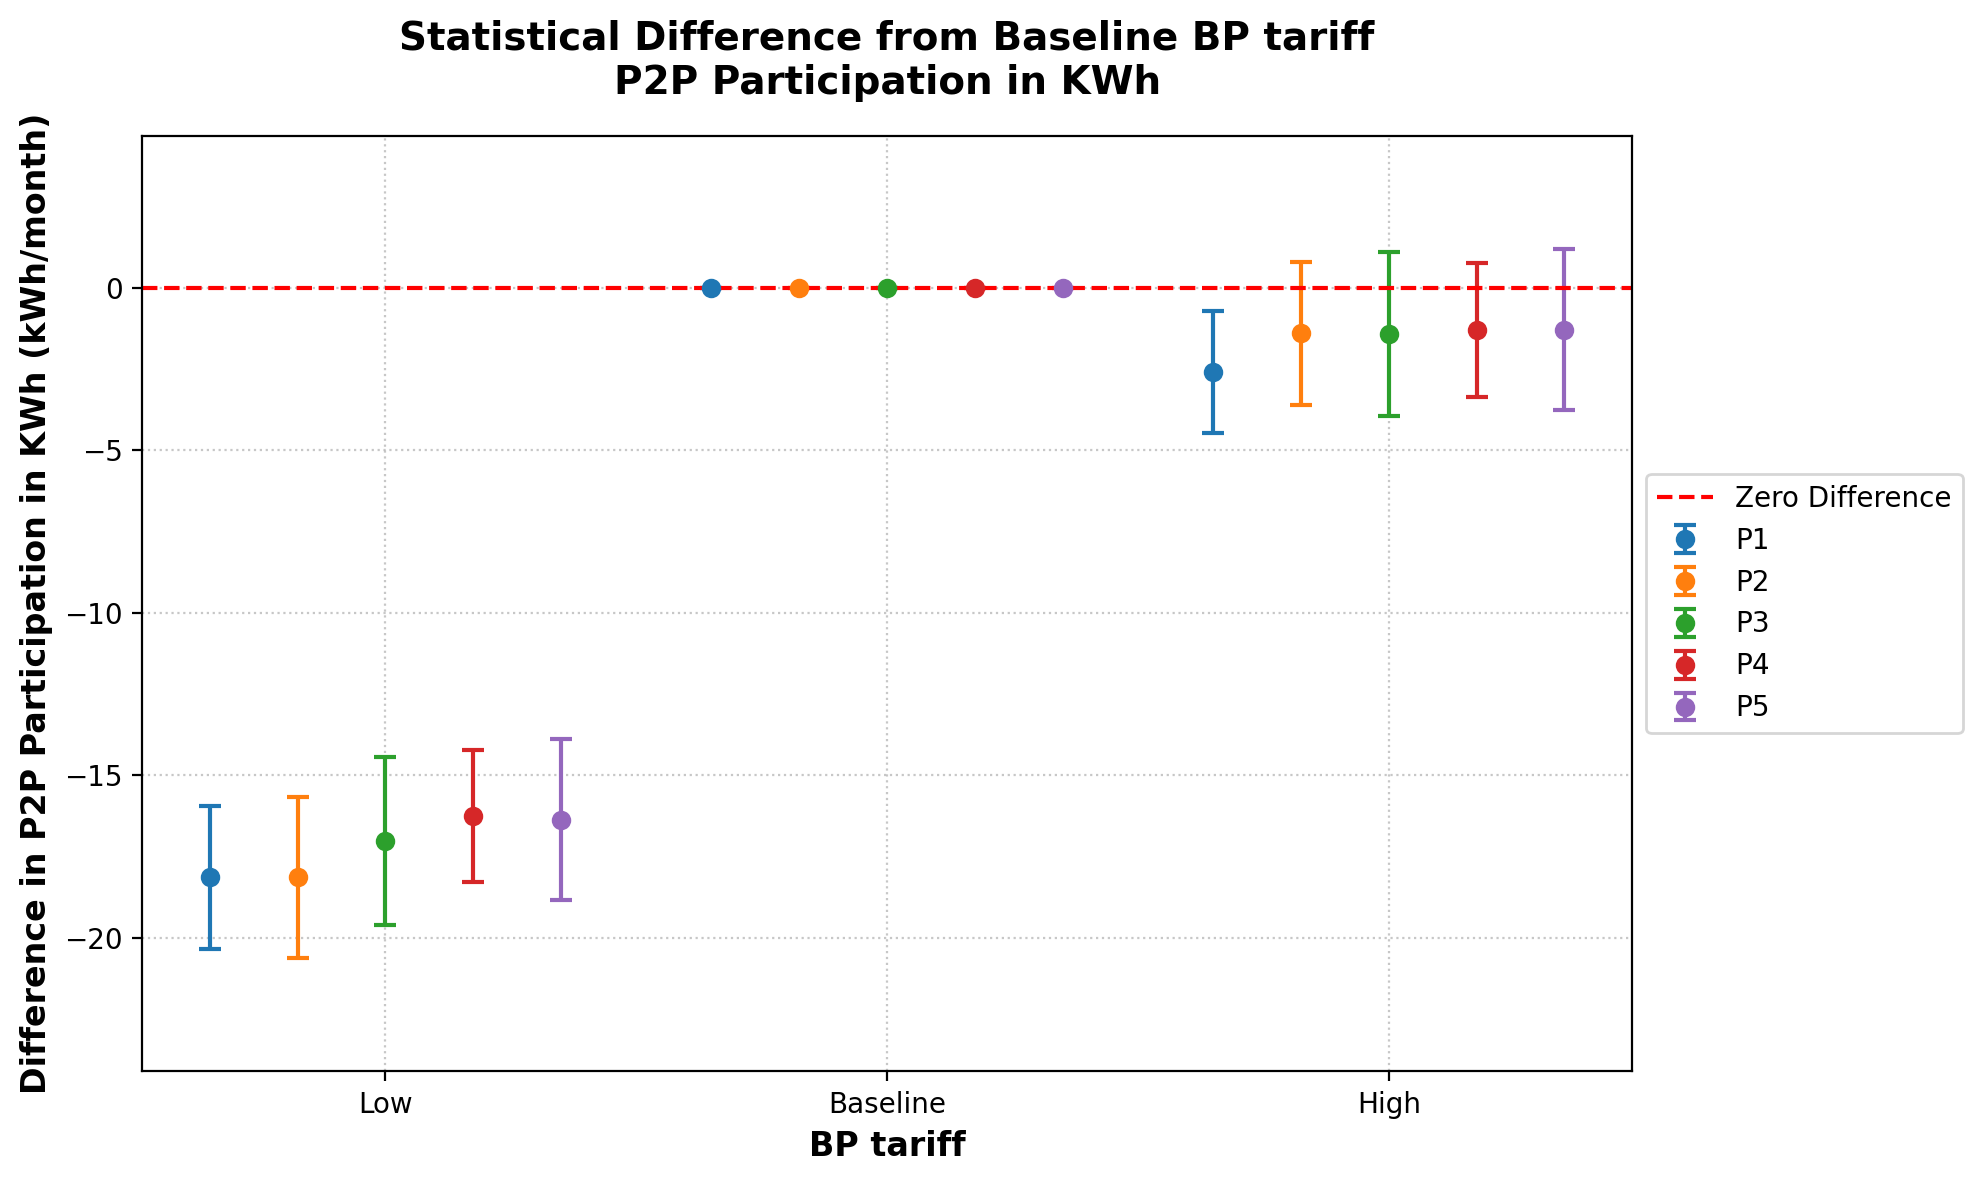 Statistical Difference from Baseline BP tariff
P2P Participation in KWh
Difference in P2P Participation in KWh (kWh/month)
0
−5
−10
−15
−20
Low
Baseline
High
BP tariff
Zero Difference
P1
P2
P3
P4
P5